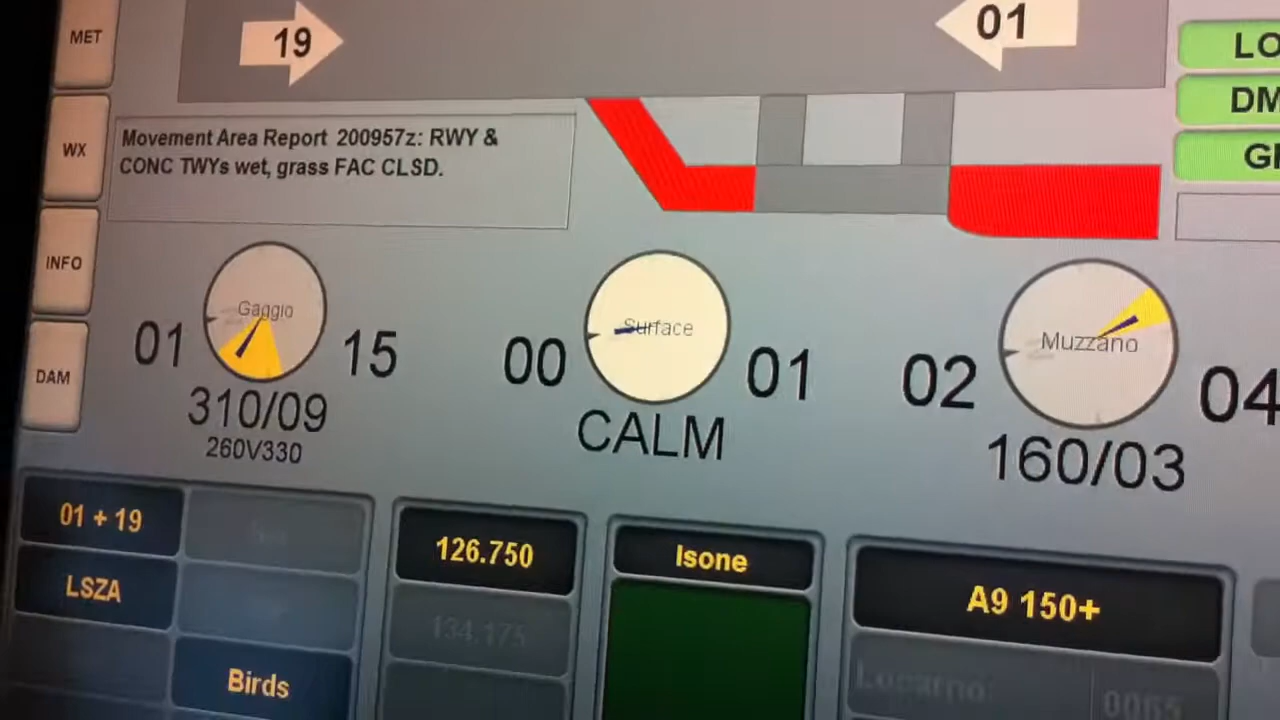 MET
19
01
LO
DM
WX
Movement Area Report 200957z: RWY &
CONC TWYs wet, grass FAC CLSD.
INFO
Gaggio
Surface
Muzzano
01
15
00
01
02
04
DAM
310/09
CALM
160/03
260V330
01 + 19
126.750
Isone
A9 150+
LSZA
134.175
Birds
Locarno
0065